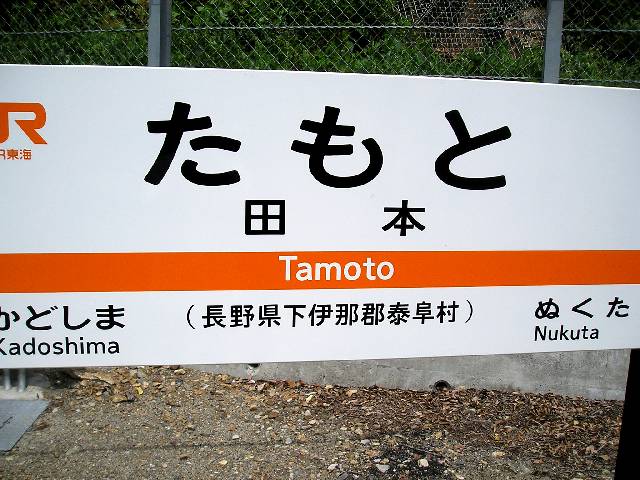 JR
JR東海
たもと
田本
Tamoto
かどしま
Kadoshima
(長野県下伊那郡泰阜村)
ぬくた
Nukuta